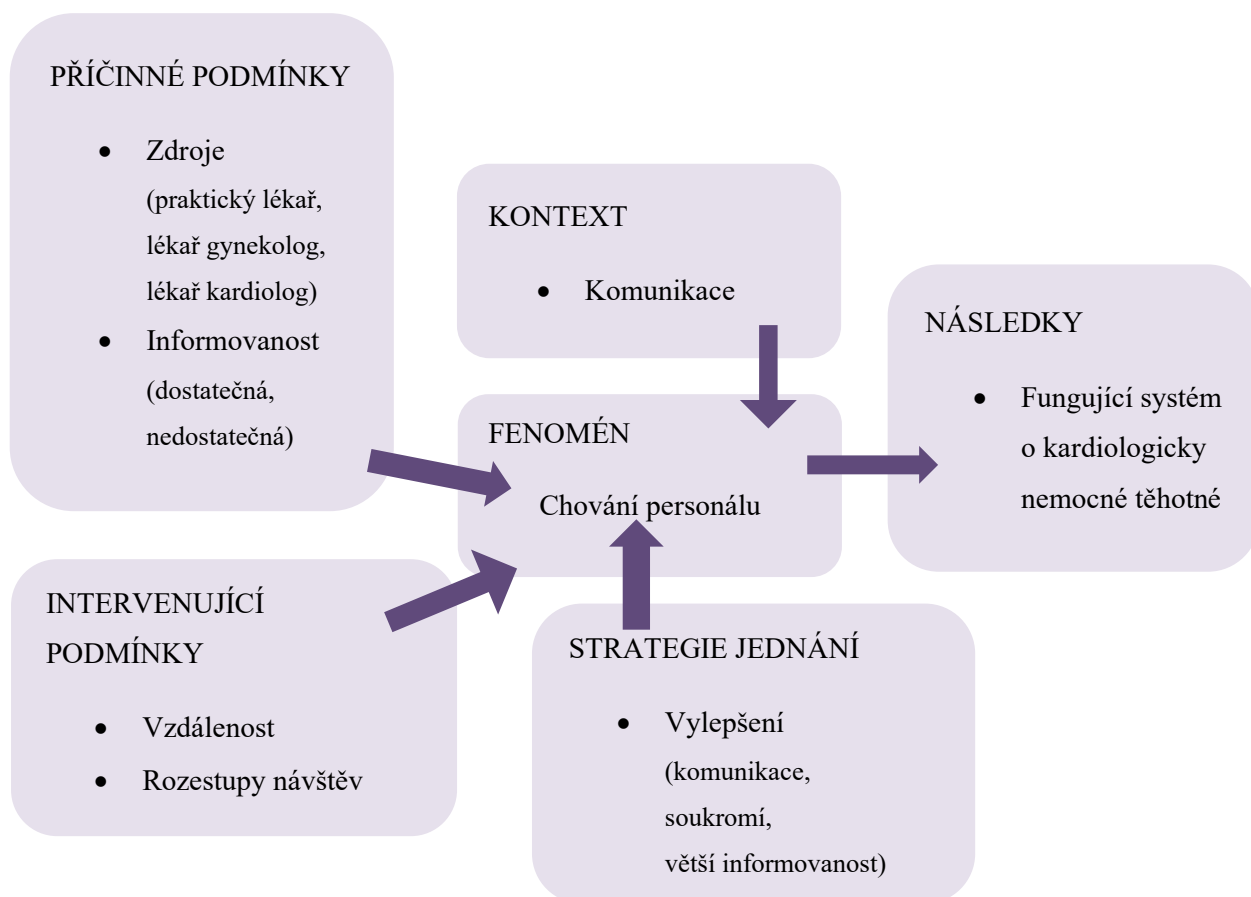 PŘÍČINNÉ PODMÍNKY
• Zdroje
(praktický lékař,
lékař gynekolog,
lékař kardiolog)
• Informovanost
(dostatečná,
nedostatečná)
KONTEXT
• Komunikace
FENOMÉN
Chování personálu
NÁSLEDKY
• Fungující systém
o kardiologicky
nemocné těhotné
INTERVENUJÍCÍ
PODMÍNKY
• Vzdálenost
• Rozestupy návštěv
STRATEGIE JEDNÁNÍ
• Vylepšení
(komunikace,
soukromí,
větší informovanost)